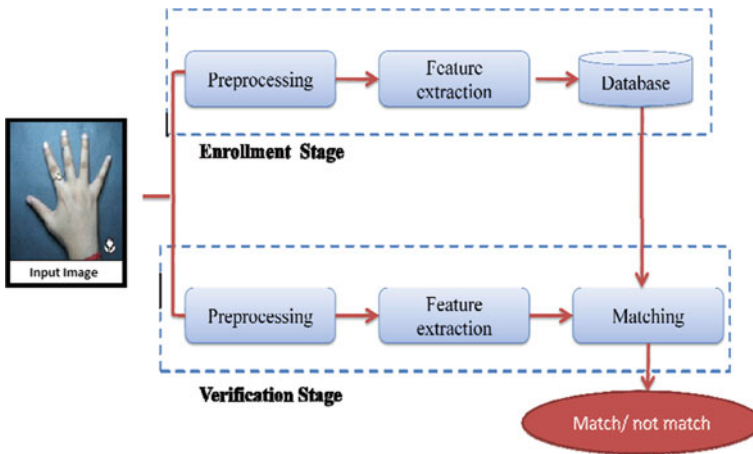 Preprocessing
Feature
extraction
Database
Enrollment Stage
Input Image
Preprocessing
Feature
extraction
Matching
Verification Stage
Match/ not match